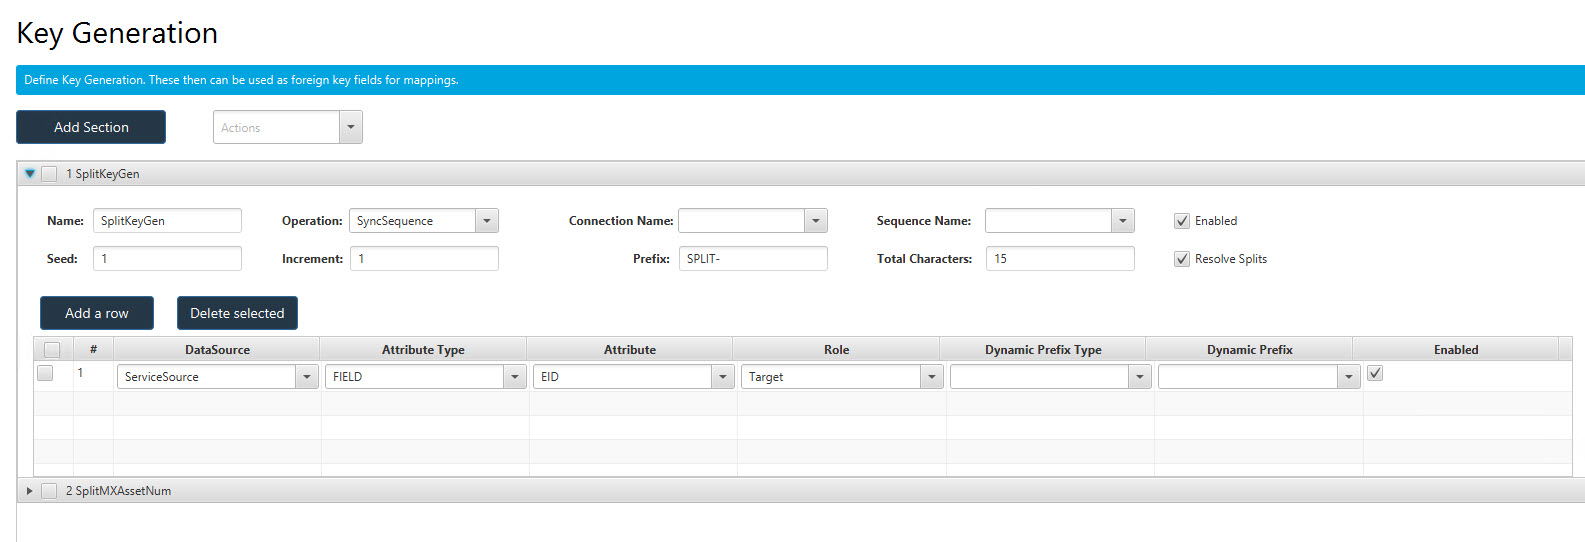 Key Generation
Define Key Generation. These then can be used as foreign key fields for mappings.
Add Section Actions
1 SplitKeyGen
Name: SplitKeyGen Operation: SyncSequence Connection Name: Sequence Name: Enabled
Seed: 1 Increment: 1 Prefix: SPLIT- Total Characters: 15 Resolve Splits
Add a row Delete selected
# DataSource Attribute Type Attribute Role Dynamic Prefix Type Dynamic Prefix Enabled
1 ServiceSource FIELD EID Target
2 SplitMXAssetNum